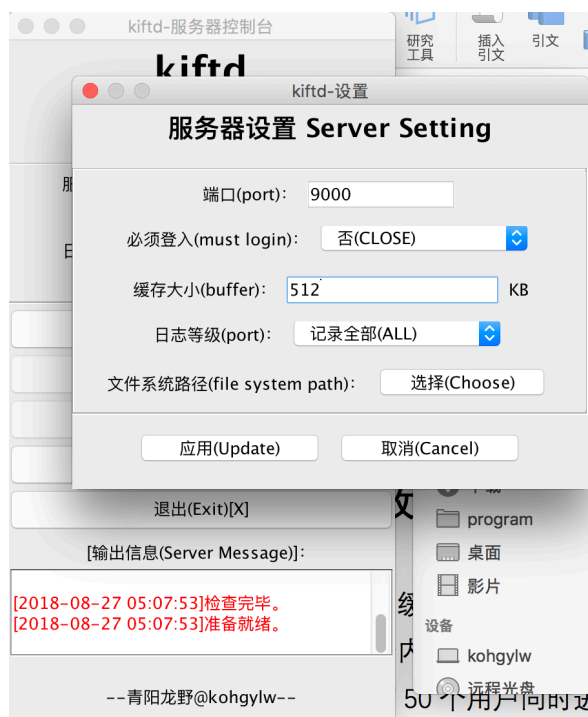 kiftd-服务器控制台
研究
工具
插入
引文
引文
kiftd
kiftd-设置
服务器设置 Server Setting
端口(port):
9000
必须登入(must login):
否(CLOSE)
缓存大小(buffer):
512
KB
日志等级(port):
记录全部(ALL)
文件系统路径(file system path):
选择(Choose)
应用(Update)
取消(Cancel)
退出(Exit)[X]
program
[输出信息(Server Message)]:
桌面
影片
[2018-08-27 05:07:53]检查完毕。
[2018-08-27 05:07:53]准备就绪。
设备
kohgylw
远程光盘
--青阳龙野@kohgylw--
50 个用户同时进